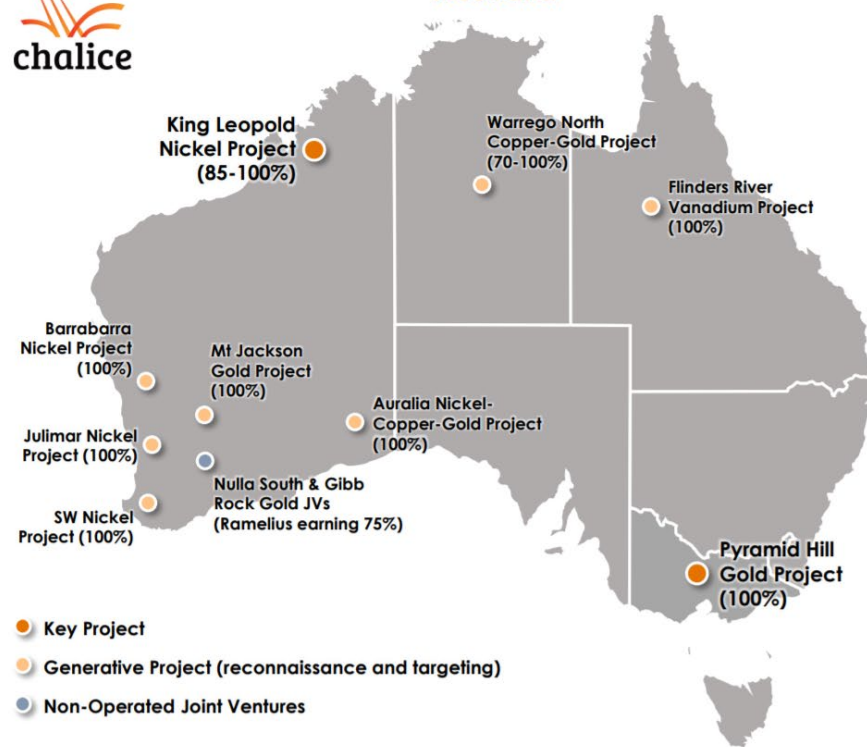 chalice
King Leopold
Nickel Project
(85-100%)
Warrego North
Copper-Gold Project
(70-100%)
Flinders River
Vanadium Project
(100%)
Barrabarra
Nickel Project
(100%)
Mt Jackson
Gold Project
(100%)
Auralia Nickel-
Copper-Gold Project
(100%)
Julimar Nickel
Project (100%)
Nulla South & Gibb
Rock Gold JVs
(Ramelius earning 75%)
SW Nickel
Project (100%)
Pyramid Hill
Gold Project
(100%)
Key Project
Generative Project (reconnaissance and targeting)
Non-Operated Joint Ventures